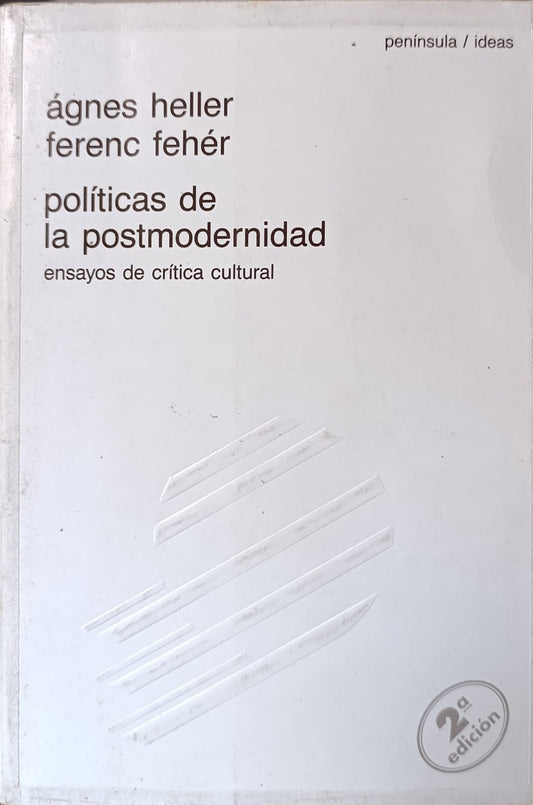 península / ideas
ágnes heller
ferenc fehér
políticas de
la postmodernidad
ensayos de crítica cultural
2ª
edición